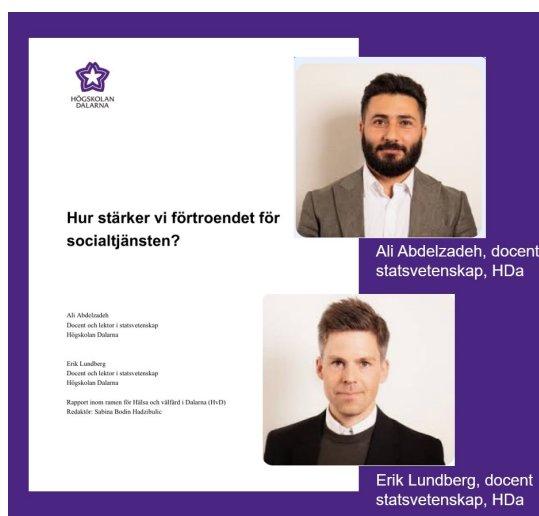 HÖGSKOLAN
DALARNA
Hur stärker vi förtroendet för
socialtjänsten?
Ali Abdelzadeh, docent
statsvetenskap, HDa
Ali Abdelzadeh
Docent och lektor i statsvetenskap
Högskolan Dalarna
Erik Lundberg
Docent och lektor i statsvetenskap
Högskolan Dalarna
Rapport inom ramen för Hälsa och välfärd i Dalarna (HvD)
Redaktör: Sabina Bodin Hadzibulic
Erik Lundberg, docent
statsvetenskap, HDa